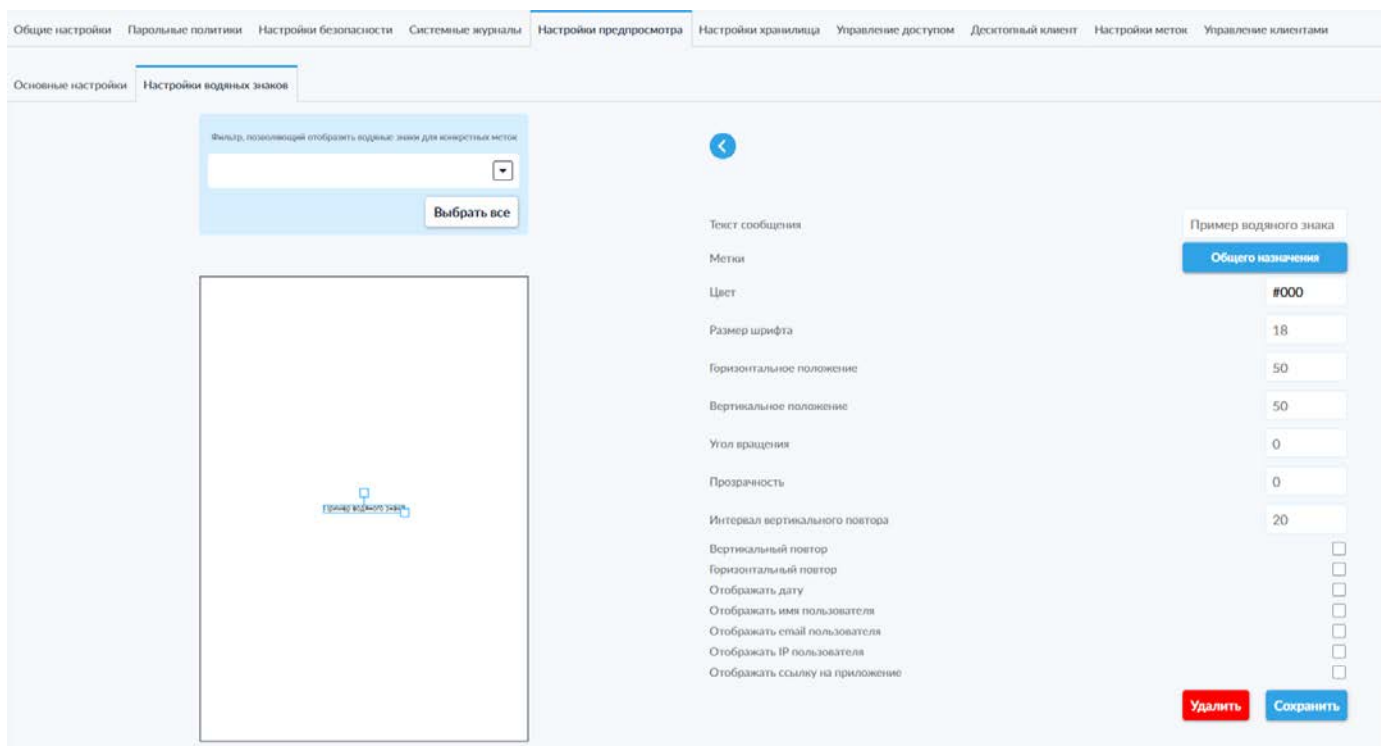 Общие настройки Парольные политики Настройки безопасности Системные журналы Настройки предпросмотра Настройки хранилища Управление доступом Десктопный клиент Настройки меток Управление клиентами
Основные настройки Настройки водяных знаков
Фильтр, позволяющий отобразить водяные знаки для конкретных меток
Выбрать все
Текст сообщения Пример водяного знака
Метки Общего назначения
Цвет #000
Размер шрифта 18
Горизонтальное положение 50
Вертикальное положение 50
Угол вращения 0
Прозрачность 0
Пример водяного знака
Интервал вертикального повтора 20
Вертикальный повтор
Горизонтальный повтор
Отображать дату
Отображать имя пользователя
Отображать email пользователя
Отображать IP пользователя
Отображать ссылку на приложение
Удалить Сохранить